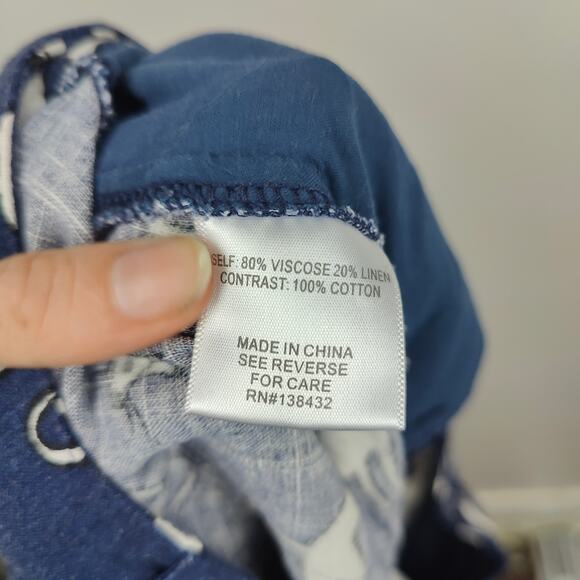 SELF: 80% VISCOSE 20% LINEN
CONTRAST: 100% COTTON
MADE IN CHINA
SEE REVERSE
FOR CARE
RN#138432